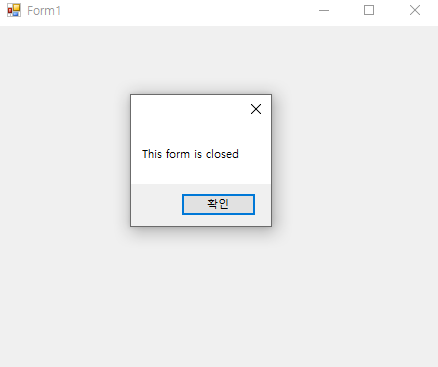 Form1
This form is closed
확인